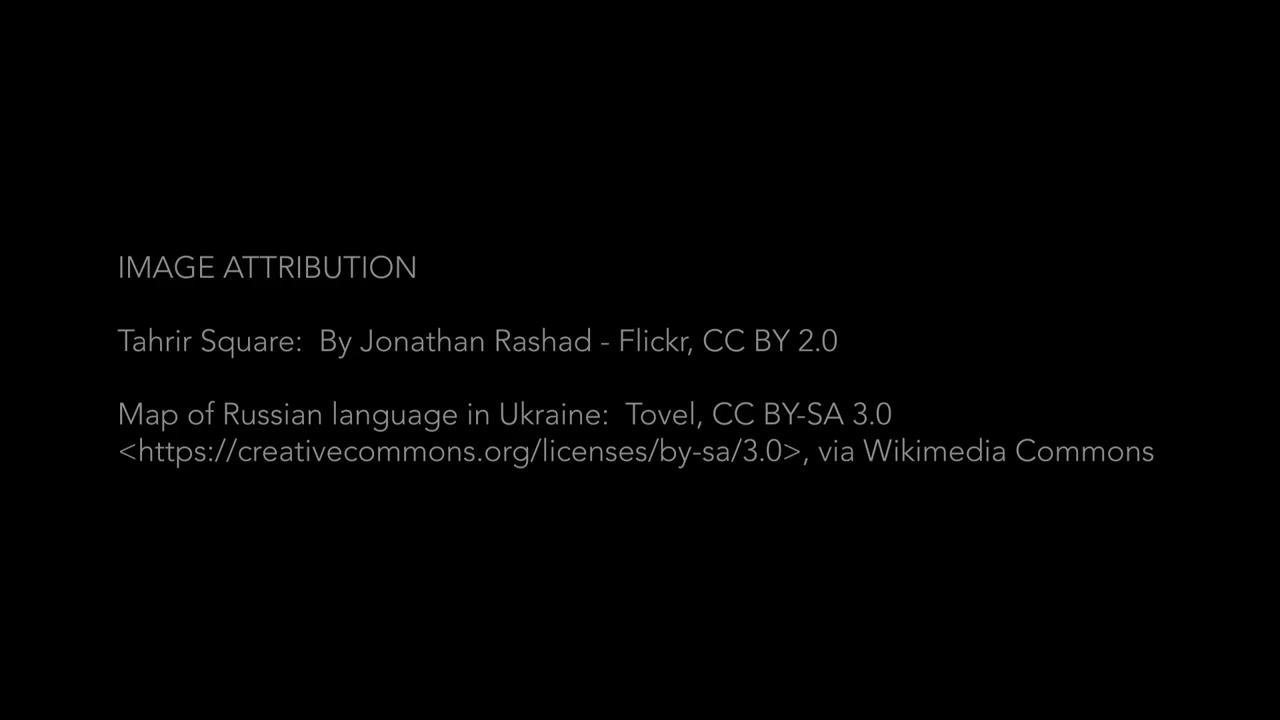 IMAGE ATTRIBUTION
Tahrir Square:  By Jonathan Rashad - Flickr, CC BY 2.0
Map of Russian language in Ukraine:  Tovel, CC BY-SA 3.0
<https://creativecommons.org/licenses/by-sa/3.0>, via Wikimedia Commons